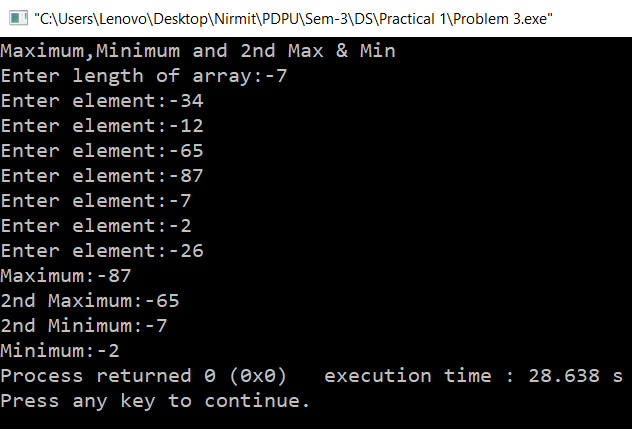 "C:\Users\Lenovo\Desktop\Nirmit\PDPU\Sem-3\DS\Practical 1\Problem 3.exe"
Maximum,Minimum and 2nd Max & Min
Enter length of array:-7
Enter element:-34
Enter element:-12
Enter element:-65
Enter element:-87
Enter element:-7
Enter element:-2
Enter element:-26
Maximum:-87
2nd Maximum:-65
2nd Minimum:-7
Minimum:-2
Process returned 0 (0x0)   execution time : 28.638 s
Press any key to continue.